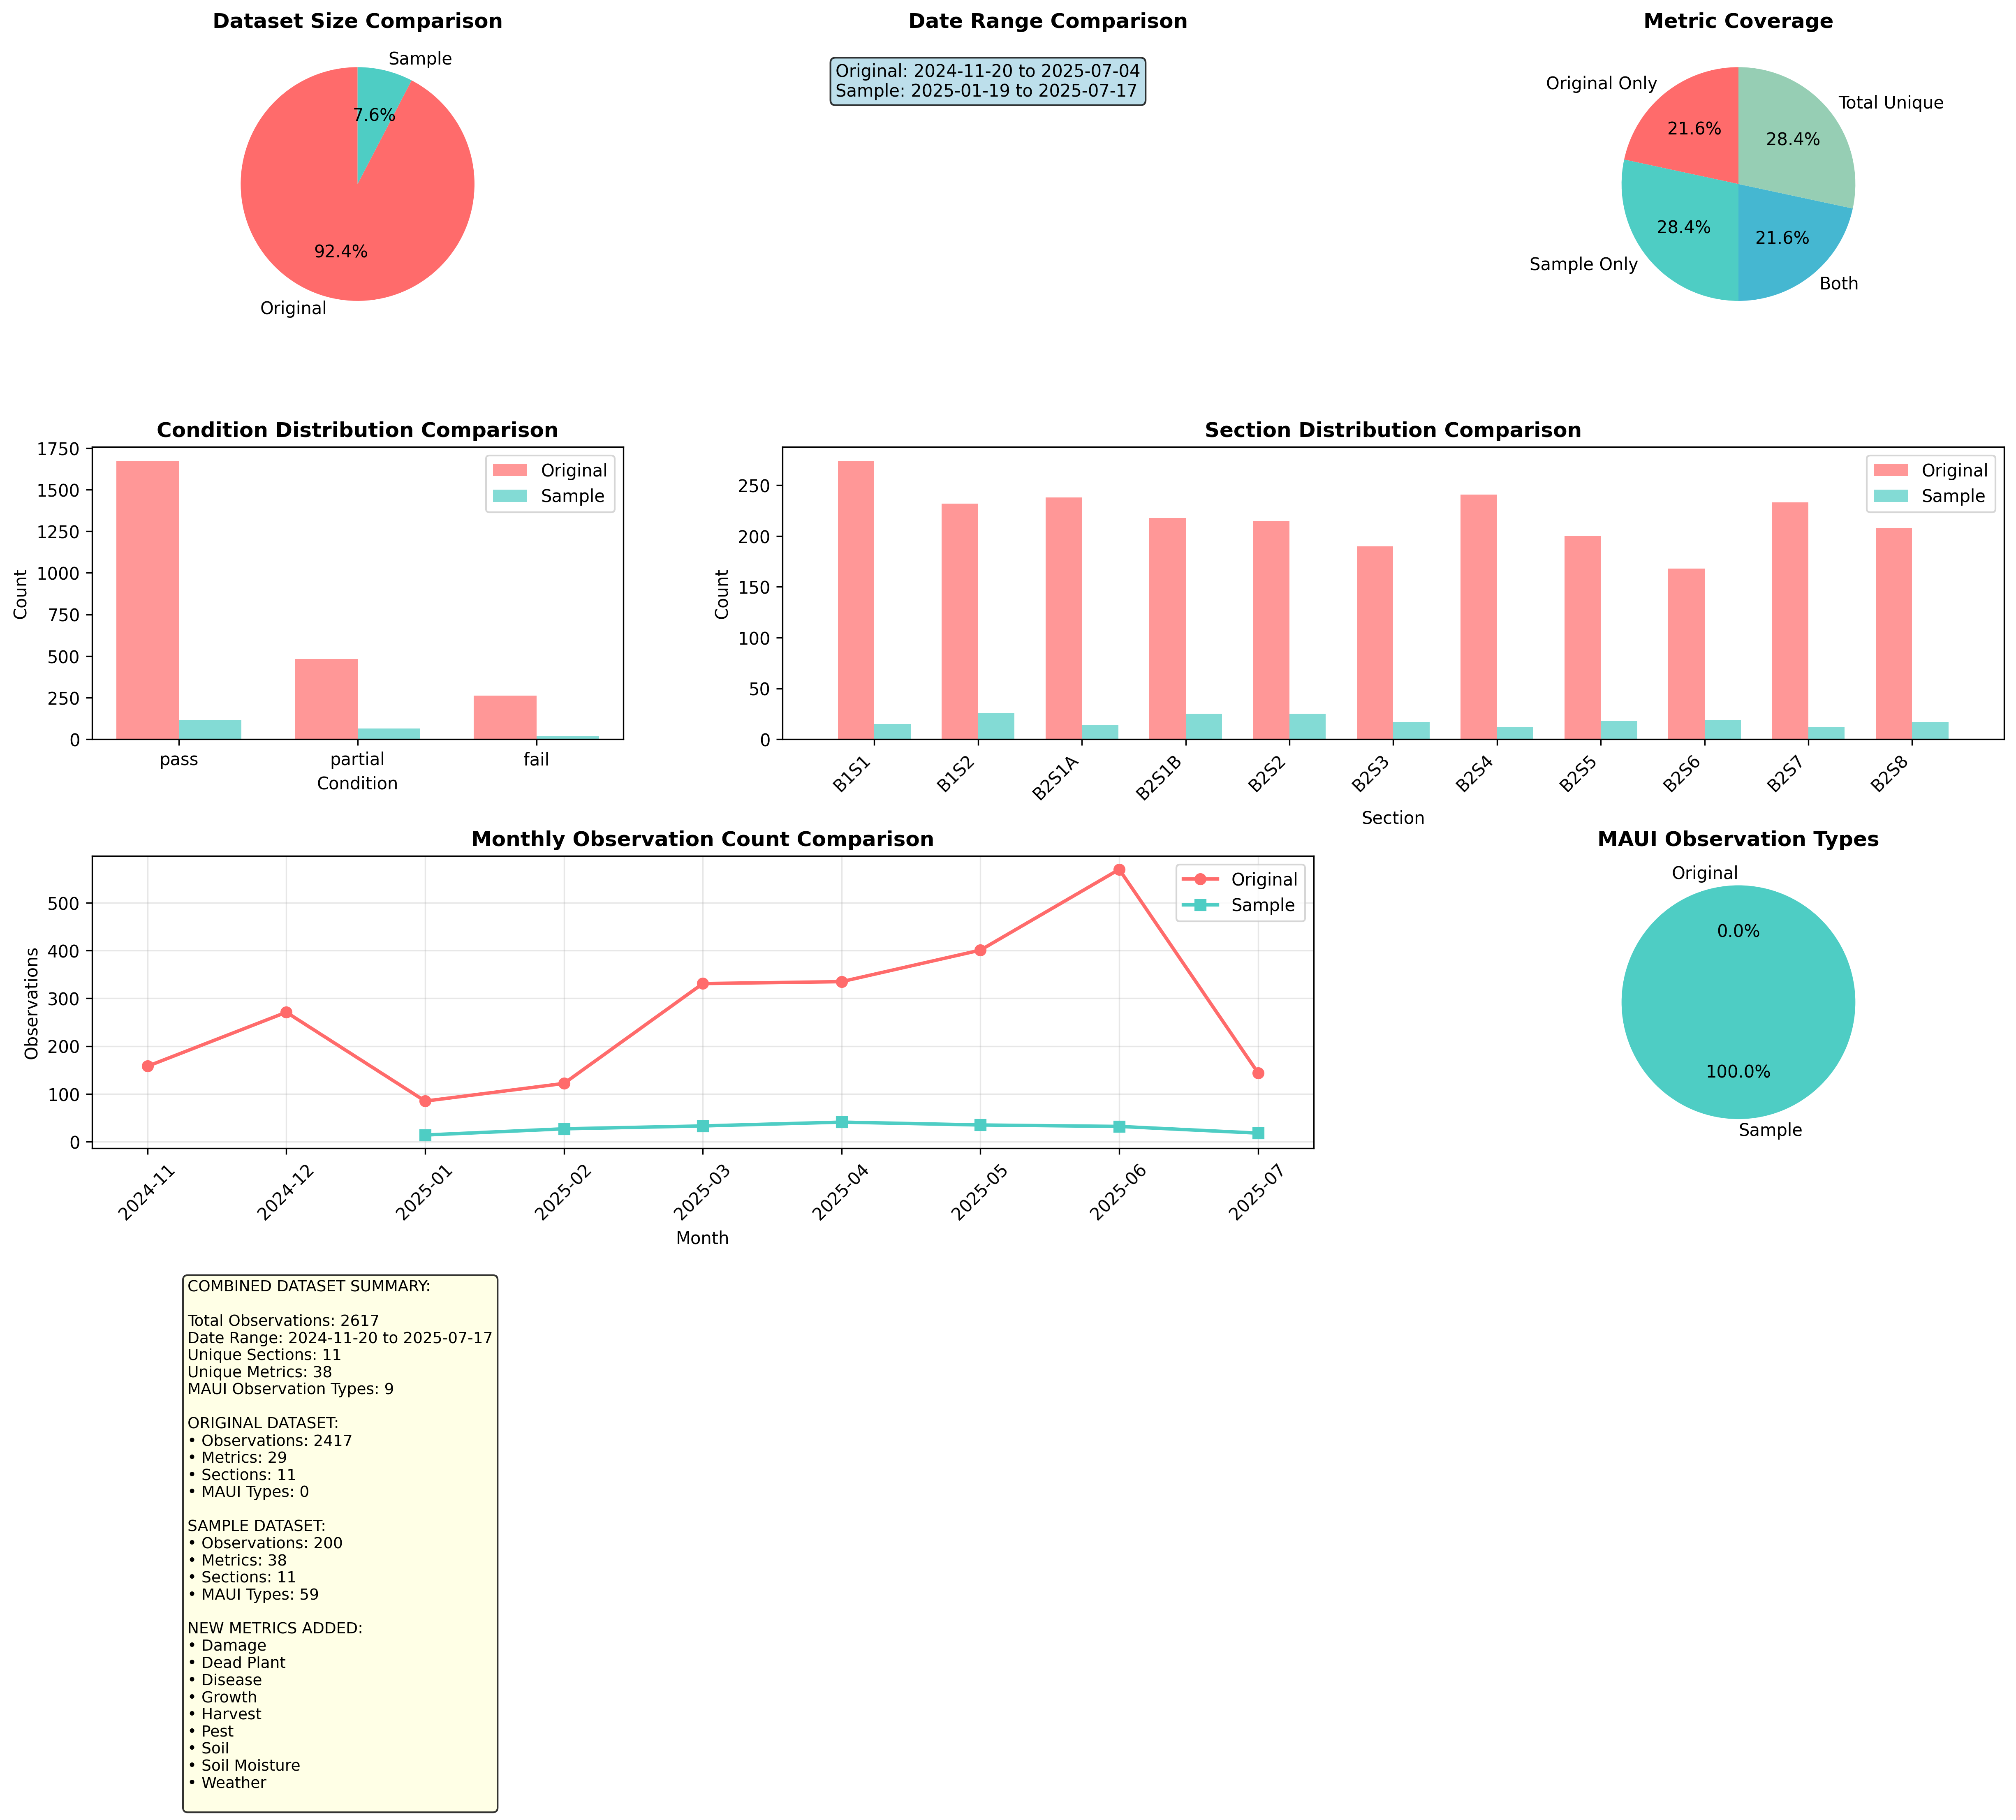 Dataset Size Comparison
Sample
7.6%
92.4%
Original
Date Range Comparison
Original: 2024-11-20 to 2025-07-04
Sample: 2025-01-19 to 2025-07-17
Metric Coverage
Original Only
Total Unique
21.6%
28.4%
28.4%
21.6%
Sample Only
Both
Condition Distribution Comparison
1750
1500
1250
1000
750
500
250
0
Count
Original
Sample
pass
partial
fail
Condition
Section Distribution Comparison
250
200
150
100
50
0
Count
Original
Sample
B1S1
B1S2
B2S1A
B2S1B
B2S2
B2S3
B2S4
B2S5
B2S6
B2S7
B2S8
Section
Monthly Observation Count Comparison
500
400
300
200
100
0
Observations
Original
Sample
2024-11
2024-12
2025-01
2025-02
2025-03
2025-04
2025-05
2025-06
2025-07
Month
MAUI Observation Types
Original
0.0%
100.0%
Sample
COMBINED DATASET SUMMARY:
Total Observations: 2617
Date Range: 2024-11-20 to 2025-07-17
Unique Sections: 11
Unique Metrics: 38
MAUI Observation Types: 9
ORIGINAL DATASET:
• Observations: 2417
• Metrics: 29
• Sections: 11
• MAUI Types: 0
SAMPLE DATASET:
• Observations: 200
• Metrics: 38
• Sections: 11
• MAUI Types: 59
NEW METRICS ADDED:
• Damage
• Dead Plant
• Disease
• Growth
• Harvest
• Pest
• Soil
• Soil Moisture
• Weather